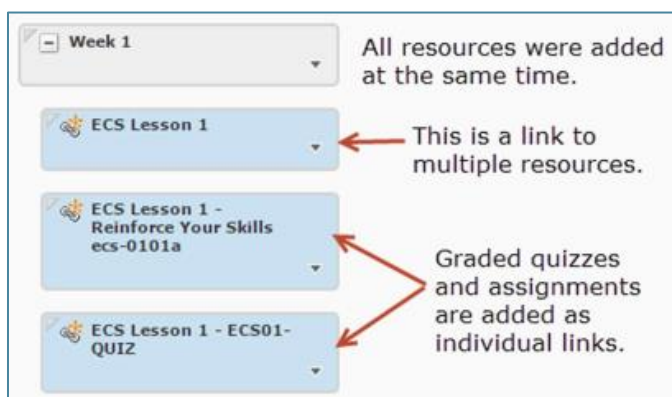 Week 1
All resources were added
at the same time.
ECS Lesson 1
This is a link to
multiple resources.
ECS Lesson 1 -
Reinforce Your Skills
ecs-0101a
Graded quizzes
and assignments
are added as
individual links.
ECS Lesson 1 - ECS01-
QUIZ